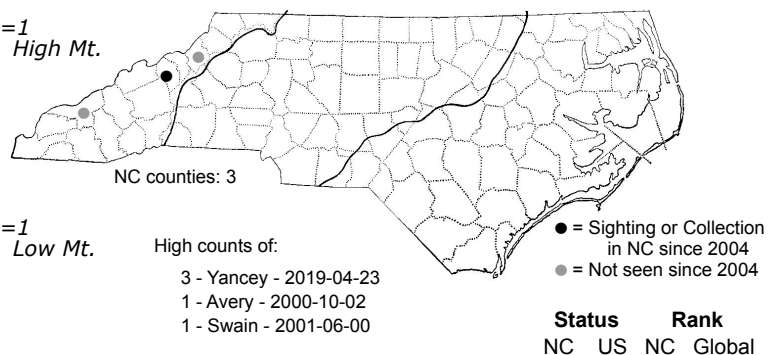 =1
High Mt.
NC counties: 3
=1
Low Mt.
High counts of:
3 - Yancey - 2019-04-23
1 - Avery - 2000-10-02
1 - Swain - 2001-06-00
● = Sighting or Collection
in NC since 2004
● = Not seen since 2004
Status Rank
NC US NC Global